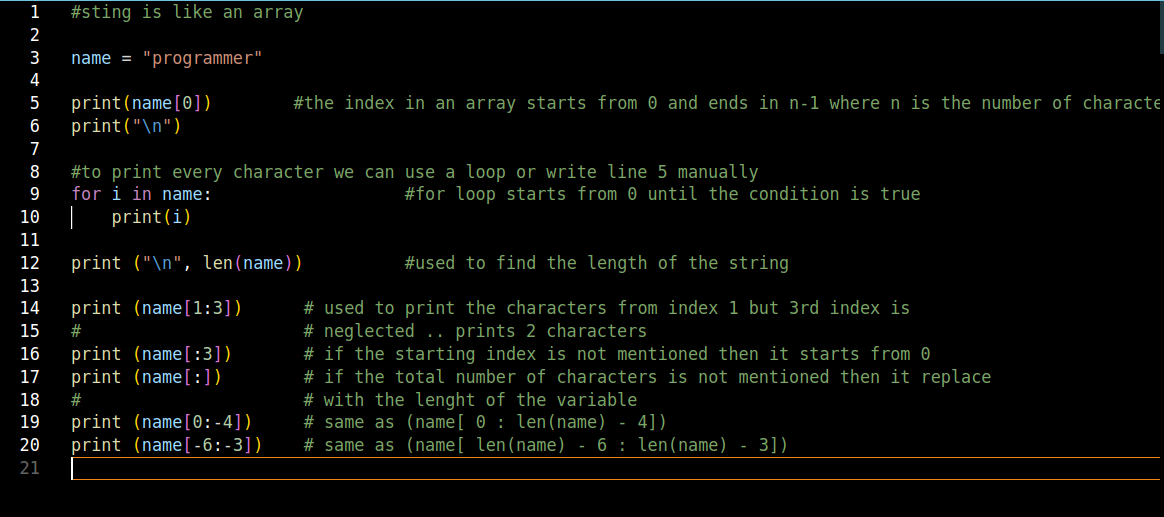 1 #sting is like an array
2
3 name = "programmer"
4
5 print(name[0]) #the index in an array starts from 0 and ends in n-1 where n is the number of characte
6 print("\n")
7
8 #to print every character we can use a loop or write line 5 manually
9 for i in name: #for loop starts from 0 until the condition is true
10 print(i)
11
12 print ("\n", len(name)) #used to find the length of the string
13
14 print (name[1:3]) # used to print the characters from index 1 but 3rd index is
15 # # neglected .. prints 2 characters
16 print (name[:3]) # if the starting index is not mentioned then it starts from 0
17 print (name[:]) # if the total number of characters is not mentioned then it replace
18 # # with the lenght of the variable
19 print (name[0:-4]) # same as (name[ 0 : len(name) - 4])
20 print (name[-6:-3]) # same as (name[ len(name) - 6 : len(name) - 3])
21